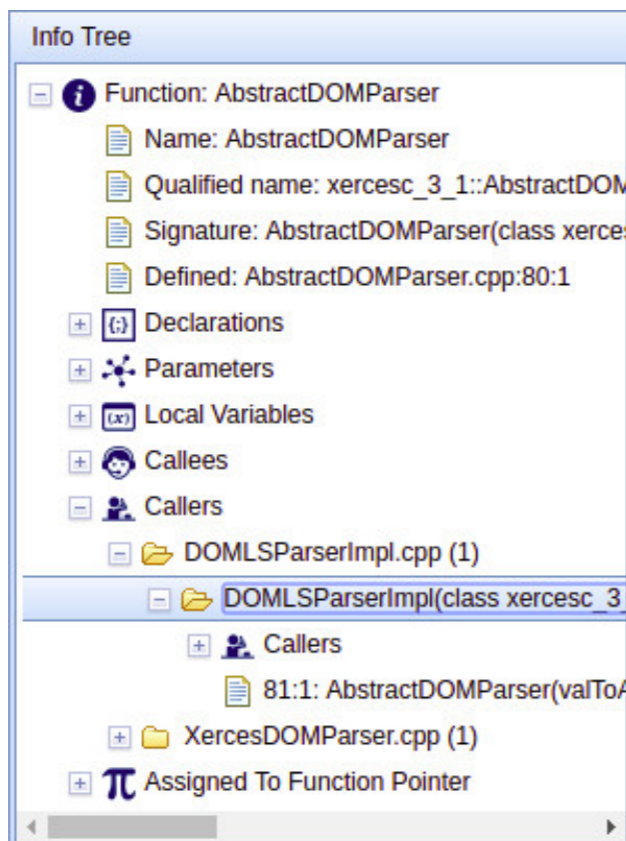 Info Tree
Function: AbstractDOMParser
Name: AbstractDOMParser
Qualified name: xercesc_3_1::AbstractDOM
Signature: AbstractDOMParser(class xerces
Defined: AbstractDOMParser.cpp:80:1
Declarations
Parameters
Local Variables
Callees
Callers
DOMLSParserImpl.cpp (1)
DOMLSParserImpl(class xercesc_3_
Callers
81:1: AbstractDOMParser(valToA
XercesDOMParser.cpp (1)
Assigned To Function Pointer